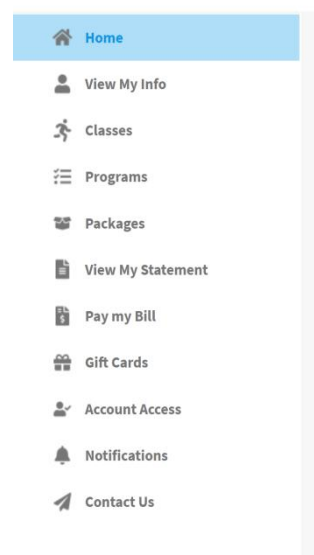 Home
View My Info
Classes
Programs
Packages
View My Statement
Pay my Bill
Gift Cards
Account Access
Notifications
Contact Us